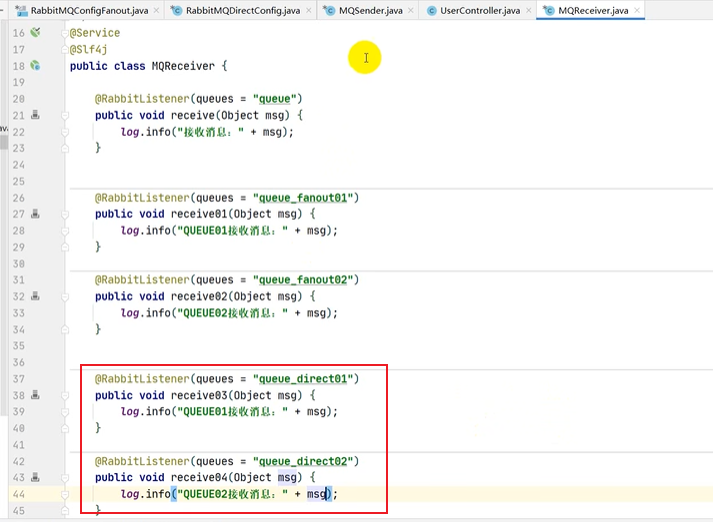 RabbitMQConfigFanout.java × RabbitMQDirectConfig.java × MQSender.java × UserController.java × MQReceiver.java ×
16 @Service
17 @Slf4j
18 public class MQReceiver {
19
20 @RabbitListener(queues = "queue")
21 public void receive(Object msg) {
22 log.info("接收消息：" + msg);
23 }
24
25
26 @RabbitListener(queues = "queue_fanout01")
27 public void receive01(Object msg) {
28 log.info("QUEUE01接收消息：" + msg);
29 }
30
31 @RabbitListener(queues = "queue_fanout02")
32 public void receive02(Object msg) {
33 log.info("QUEUE02接收消息：" + msg);
34 }
35
36
37 @RabbitListener(queues = "queue_direct01")
38 public void receive03(Object msg) {
39 log.info("QUEUE01接收消息：" + msg);
40 }
41
42 @RabbitListener(queues = "queue_direct02")
43 public void receive04(Object msg) {
44 log.info("QUEUE02接收消息：" + msg);
45 }